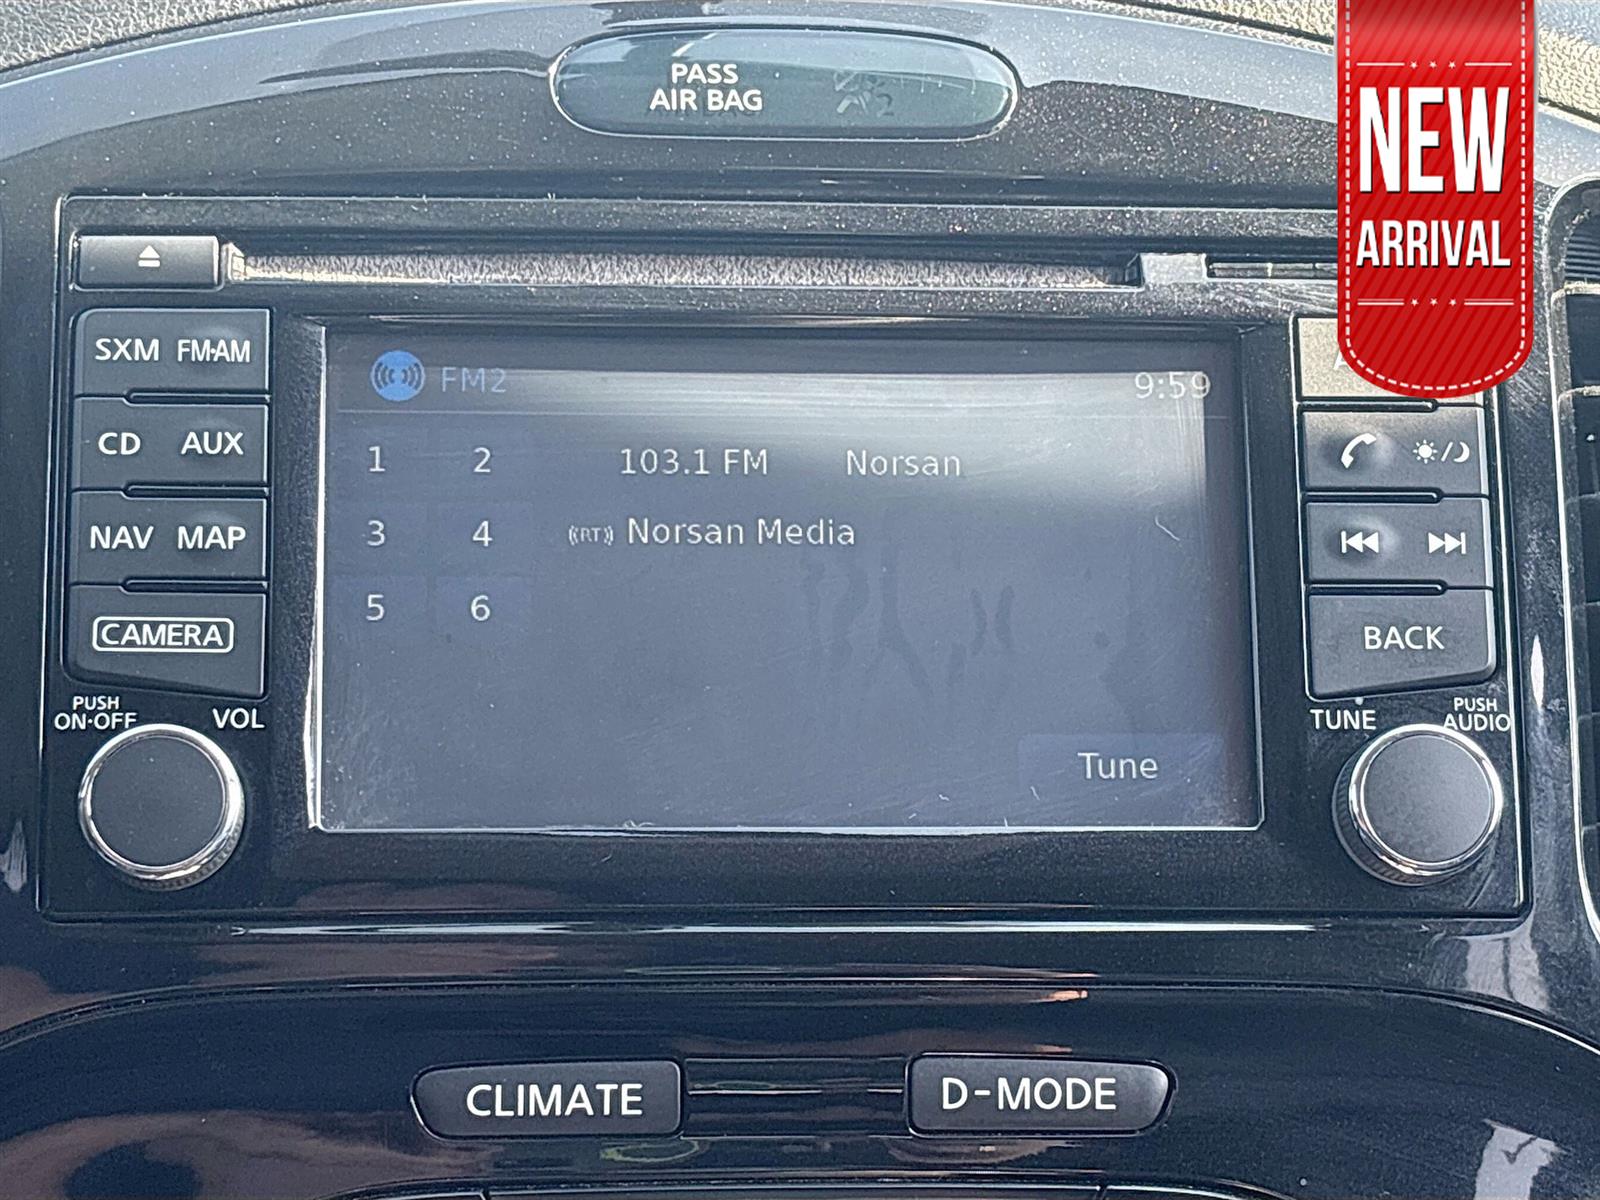 PASS
AIR BAG
2
NEW
ARRIVAL
SXM FM·AM
CD AUX
NAV MAP
CAMERA
PUSH
ON·OFF VOL
FM2 9:59
1 2 103.1 FM Norsan
3 4 ((RT)) Norsan Media
5 6
Tune
BACK
TUNE PUSH
AUDIO
CLIMATE D-MODE